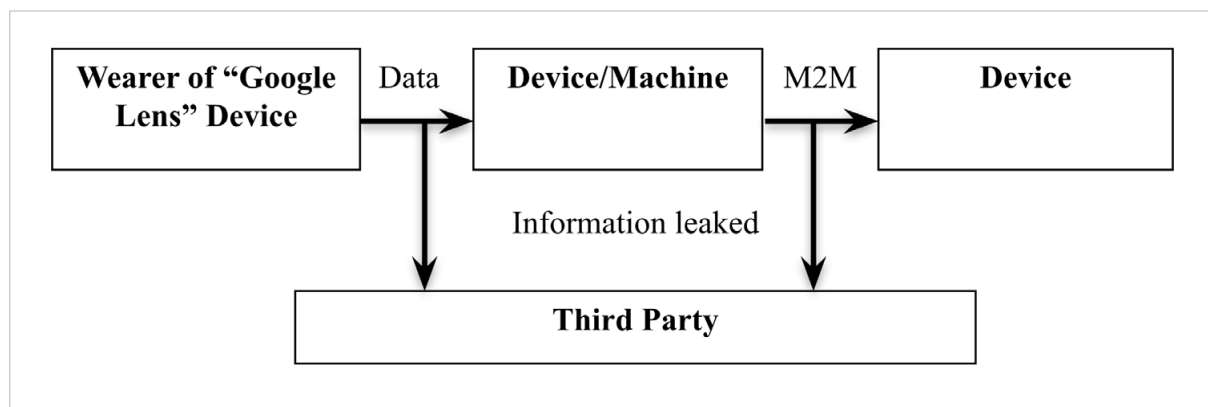 Wearer of “Google
Lens” Device
Data
Device/Machine
M2M
Device
Information leaked
Third Party